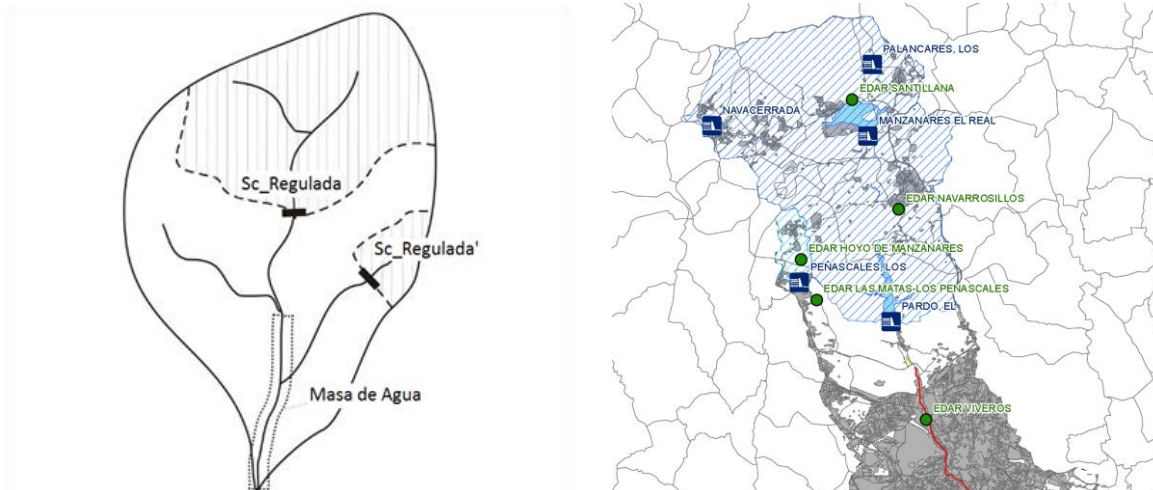 Sc_Regulada
Sc_Regulada'
Masa de Agua
PALANCARES, LOS
EDAR SANTILLANA
NAVACERRADA
MANZANARES EL REAL
EDAR NAVARROSILLOS
EDAR HOYO DE MANZANARES
PEÑASCALES, LOS
EDAR LAS MATAS-LOS PEÑASCALES
PARDO, EL
EDAR VIVEROS